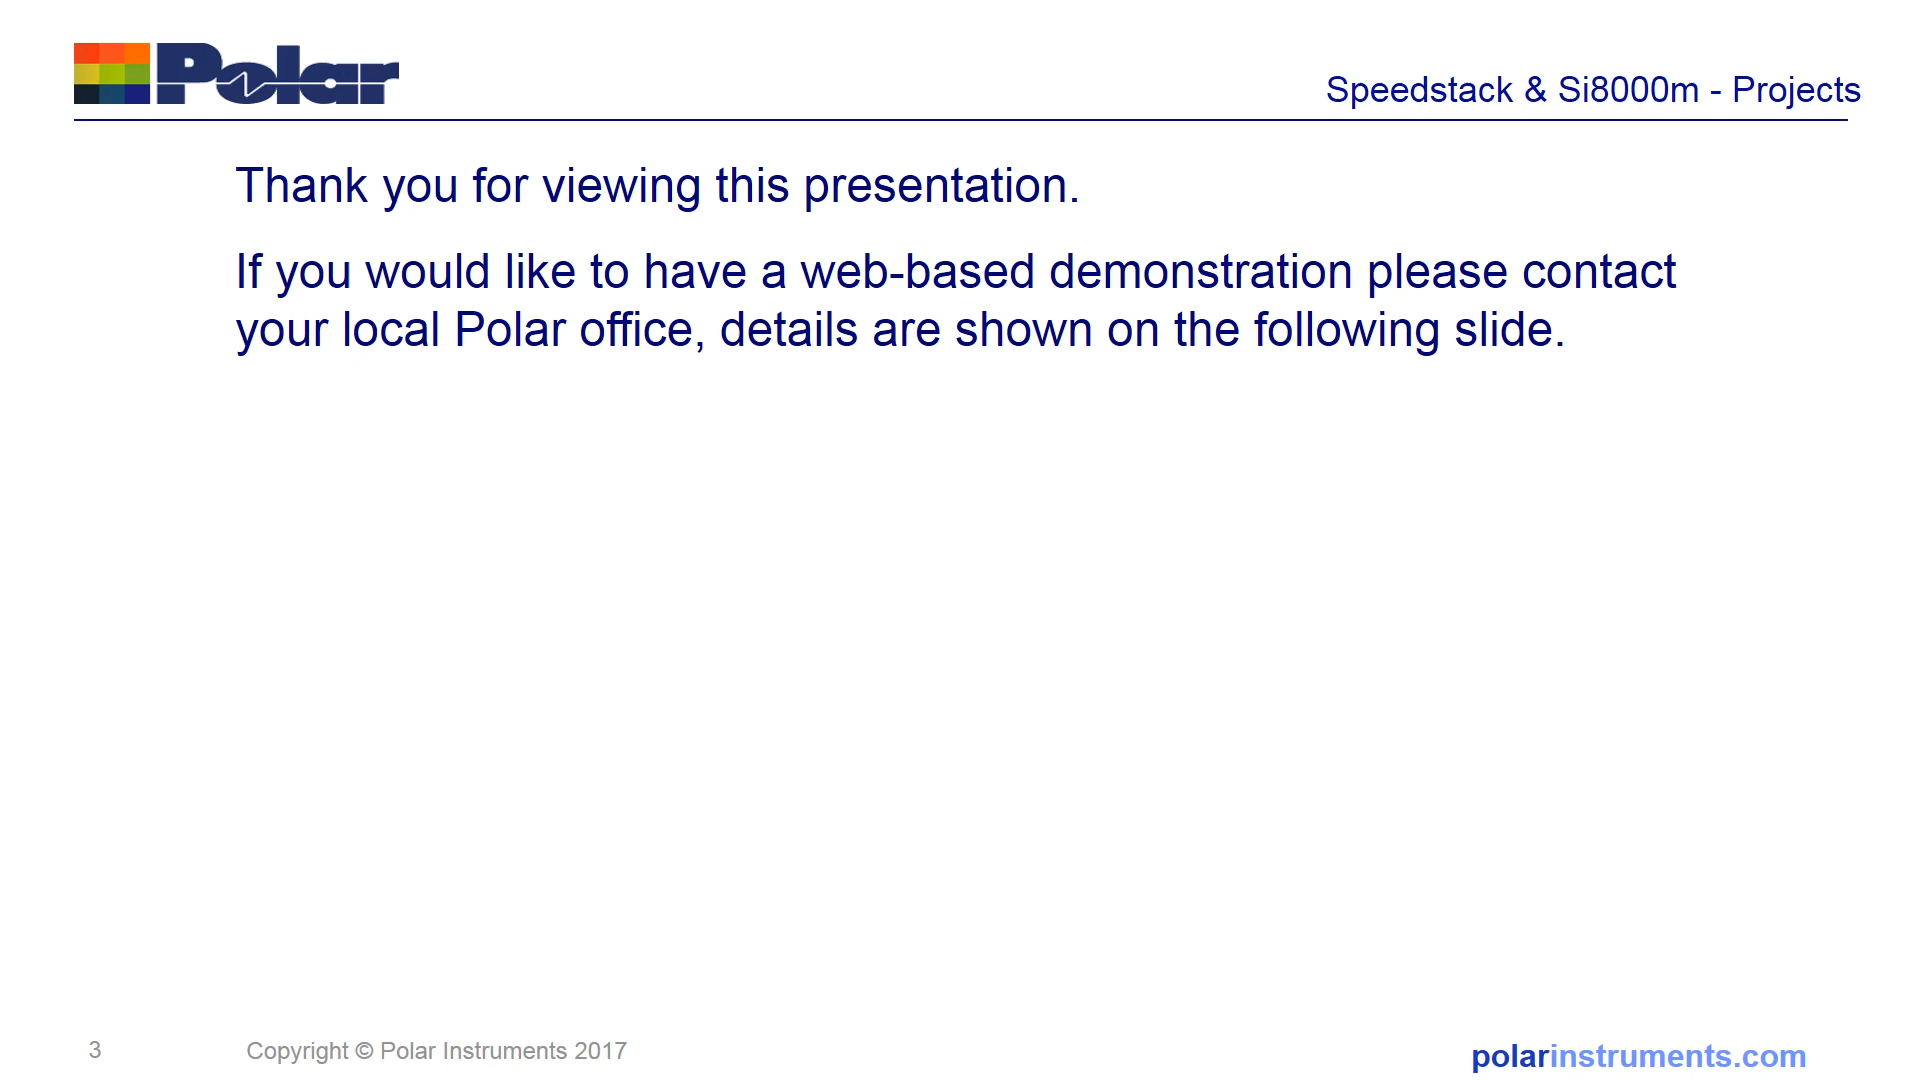 Polar
Speedstack & Si8000m - Projects
Thank you for viewing this presentation.
If you would like to have a web-based demonstration please contact
your local Polar office, details are shown on the following slide.
3
Copyright © Polar Instruments 2017
polarinstruments.com